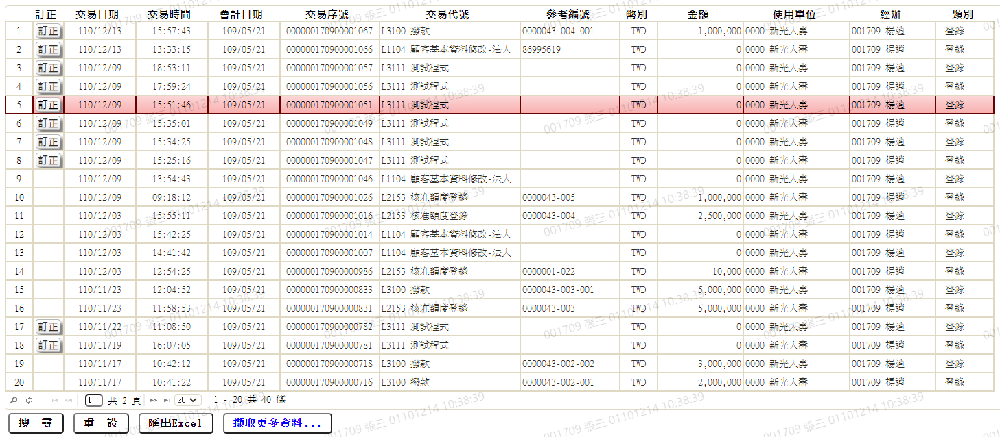 訂正 交易日期 交易時間 會計日期 交易序號 交易代號 參考編號 幣別 金額 使用單位 經辦 類別
1 訂正 110/12/13 15:57:43 109/05/21 000000170900001067 L3100 撥款 0000043-004-001 TWD 1,000,000 0000 新光人壽 001709 楊逍 登錄
2 訂正 110/12/13 13:33:15 109/05/21 000000170900001066 L1104 顧客基本資料修改-法人 86995619 TWD 0 0000 新光人壽 001709 楊逍 登錄
3 訂正 110/12/09 18:53:11 109/05/21 000000170900001057 L3111 測試程式 TWD 0 0000 新光人壽 001709 楊逍 登錄
4 訂正 110/12/09 17:59:24 109/05/21 000000170900001056 L3111 測試程式 TWD 0 0000 新光人壽 001709 楊逍 登錄
5 訂正 110/12/09 15:51:46 109/05/21 000000170900001051 L3111 測試程式 TWD 0 0000 新光人壽 001709 楊逍 登錄
6 訂正 110/12/09 15:35:01 109/05/21 000000170900001049 L3111 測試程式 TWD 0 0000 新光人壽 001709 楊逍 登錄
7 訂正 110/12/09 15:34:25 109/05/21 000000170900001048 L3111 測試程式 TWD 0 0000 新光人壽 001709 楊逍 登錄
8 訂正 110/12/09 15:25:16 109/05/21 000000170900001047 L3111 測試程式 TWD 0 0000 新光人壽 001709 楊逍 登錄
9 110/12/09 13:54:43 109/05/21 000000170900001046 L1104 顧客基本資料修改-法人 TWD 0 0000 新光人壽 001709 楊逍 登錄
10 110/12/09 09:18:12 109/05/21 000000170900001026 L2153 核准額度登錄 0000043-005 TWD 1,000,000 0000 新光人壽 001709 楊逍 登錄
11 110/12/03 15:55:11 109/05/21 000000170900001016 L2153 核准額度登錄 0000043-004 TWD 2,500,000 0000 新光人壽 001709 楊逍 登錄
12 110/12/03 15:42:25 109/05/21 000000170900001014 L1104 顧客基本資料修改-法人 TWD 0 0000 新光人壽 001709 楊逍 登錄
13 110/12/03 14:41:42 109/05/21 000000170900001007 L1104 顧客基本資料修改-法人 TWD 0 0000 新光人壽 001709 楊逍 登錄
14 110/12/03 12:54:25 109/05/21 000000170900000986 L2153 核准額度登錄 0000001-022 TWD 10,000 0000 新光人壽 001709 楊逍 登錄
15 110/11/23 12:04:52 109/05/21 000000170900000833 L3100 撥款 0000043-003-001 TWD 5,000,000 0000 新光人壽 001709 楊逍 登錄
16 110/11/23 11:58:53 109/05/21 000000170900000831 L2153 核准額度登錄 0000043-003 TWD 5,000,000 0000 新光人壽 001709 楊逍 登錄
17 訂正 110/11/22 11:08:50 109/05/21 000000170900000782 L3111 測試程式 TWD 0 0000 新光人壽 001709 楊逍 登錄
18 訂正 110/11/19 16:07:05 109/05/21 000000170900000781 L3111 測試程式 TWD 0 0000 新光人壽 001709 楊逍 登錄
19 110/11/17 10:42:12 109/05/21 000000170900000718 L3100 撥款 0000043-002-002 TWD 3,000,000 0000 新光人壽 001709 楊逍 登錄
20 110/11/17 10:41:22 109/05/21 000000170900000716 L3100 撥款 0000043-002-001 TWD 2,000,000 0000 新光人壽 001709 楊逍 登錄
1 共 2 頁 20 1 - 20 共 40 條
搜 尋 重 設 匯出Excel 擷取更多資料...
001709 張三 01101214 10:38:39